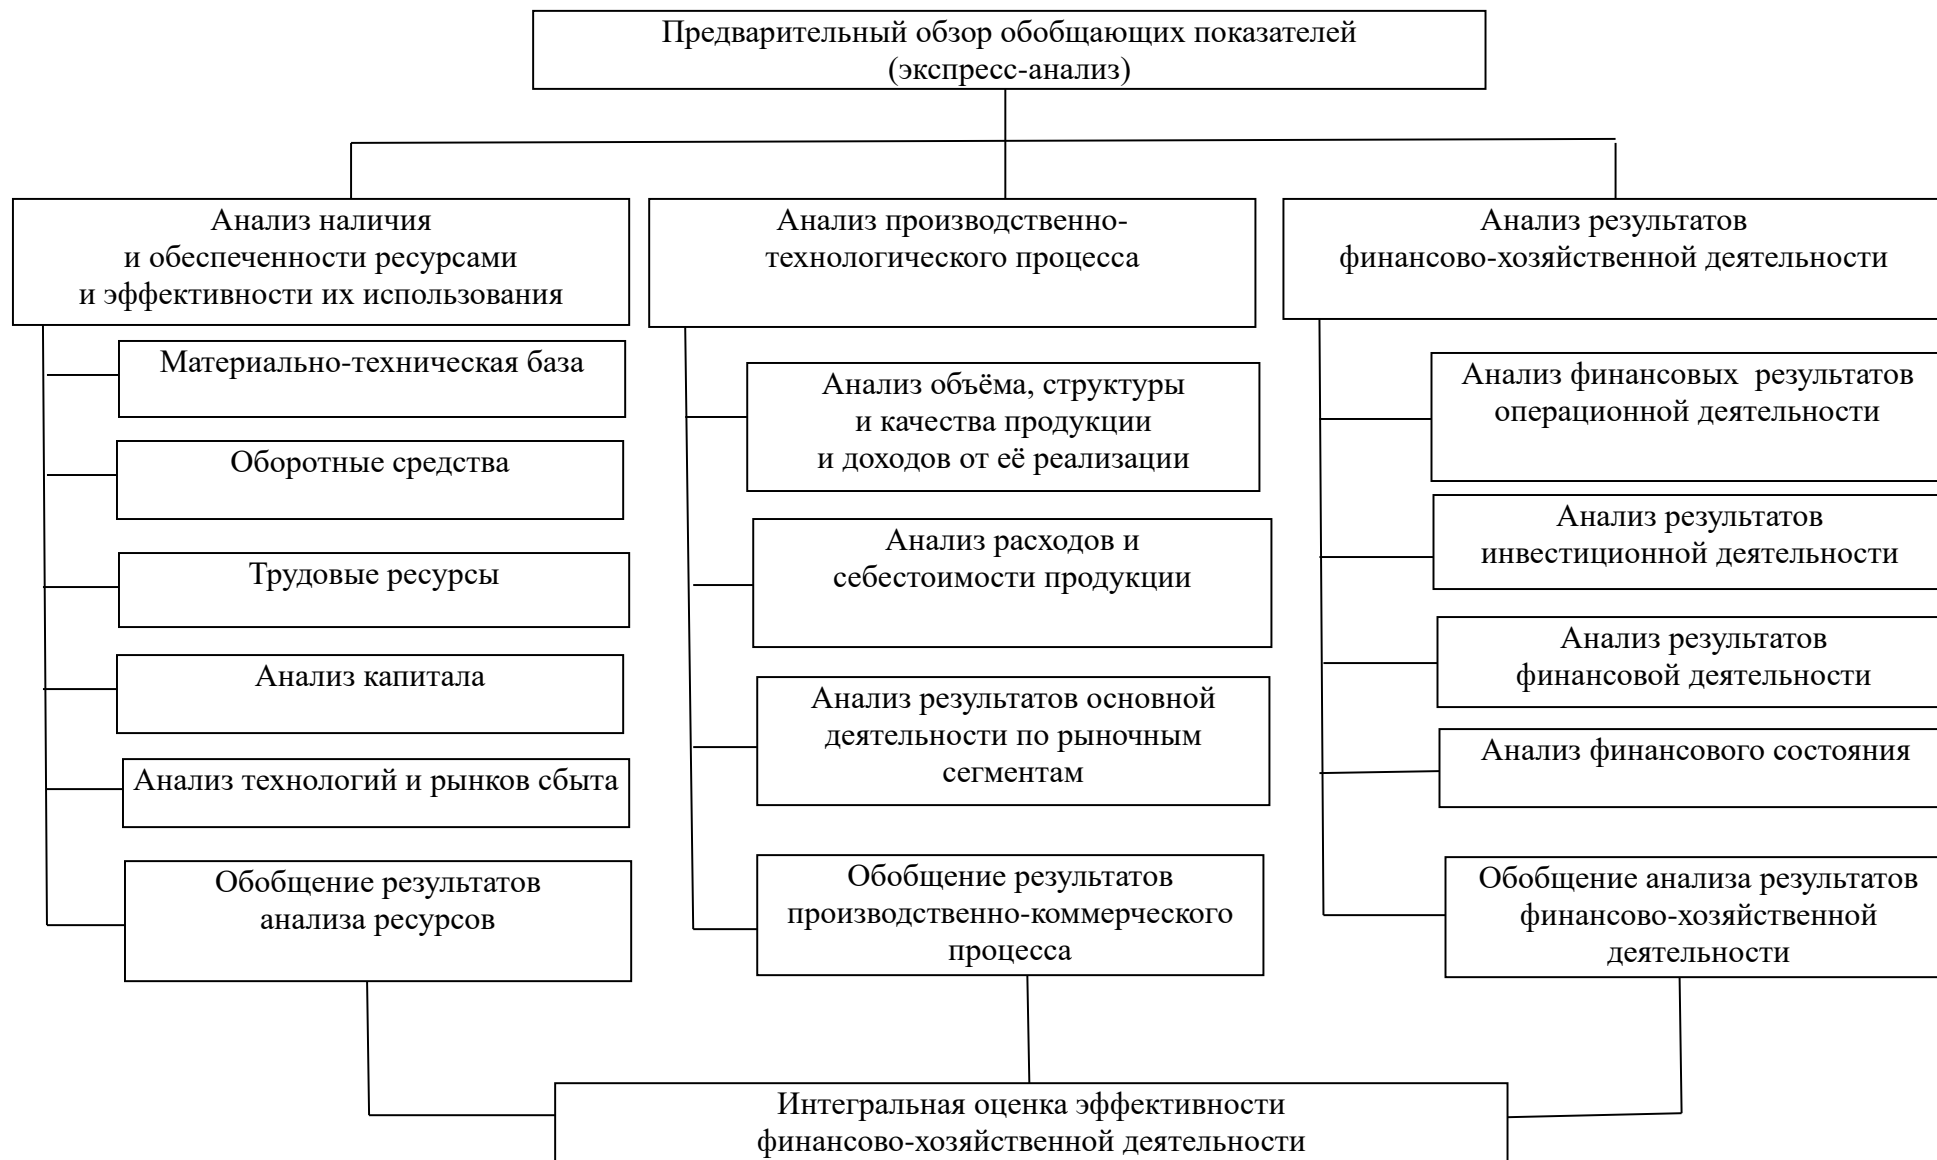 Предварительный обзор обобщающих показателей
(экспресс-анализ)
Анализ наличия
и обеспеченности ресурсами
и эффективности их использования
Материально-техническая база
Оборотные средства
Трудовые ресурсы
Анализ капитала
Анализ технологий и рынков сбыта
Обобщение результатов
анализа ресурсов
Анализ производственно-
технологического процесса
Анализ объёма, структуры
и качества продукции
и доходов от её реализации
Анализ расходов и
себестоимости продукции
Анализ результатов основной
деятельности по рыночным
сегментам
Обобщение результатов
производственно-коммерческого
процесса
Анализ результатов
финансово-хозяйственной деятельности
Анализ финансовых  результатов
операционной деятельности
Анализ результатов
инвестиционной деятельности
Анализ результатов
финансовой деятельности
Анализ финансового состояния
Обобщение анализа результатов
финансово-хозяйственной
деятельности
Интегральная оценка эффективности
финансово-хозяйственной деятельности